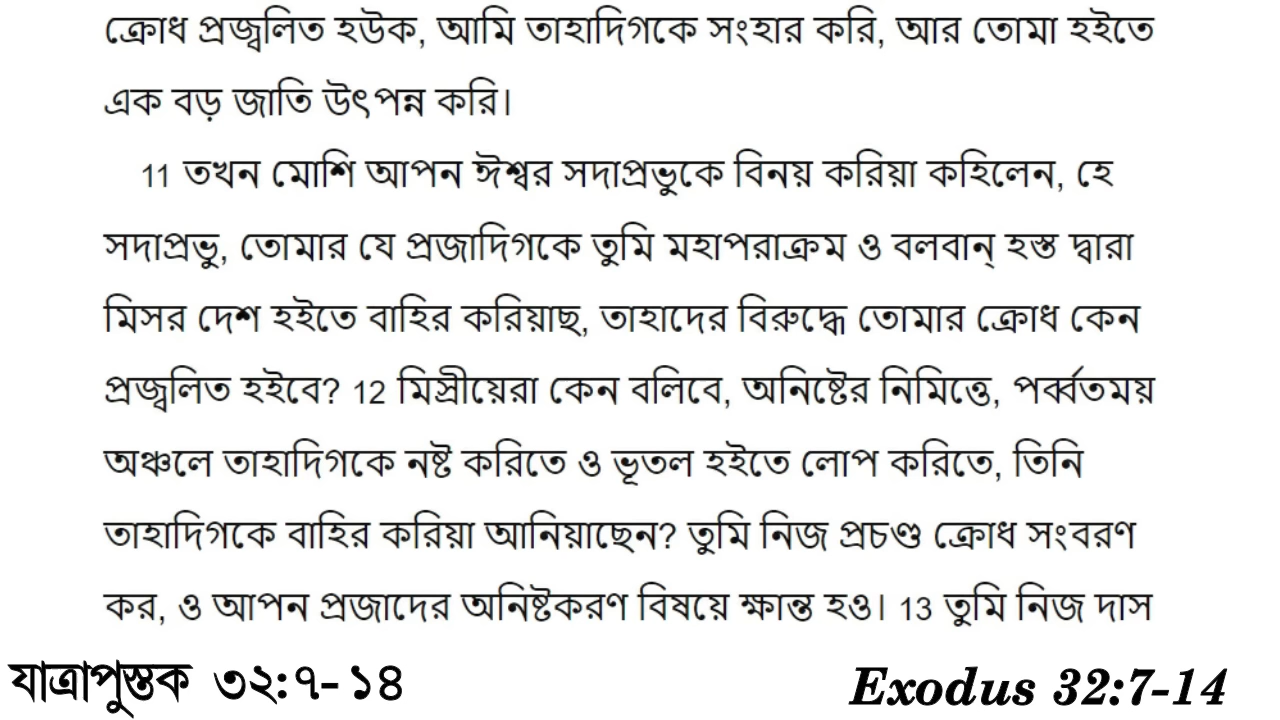 ক্রোধ প্রজ্বলিত হউক, আমি তাহাদিগকে সংহার করি, আর তোমা হইতে
এক বড় জাতি উৎপন্ন করি।
11 তখন মোশি আপন ঈশ্বর সদাপ্রভুকে বিনয় করিয়া কহিলেন, হে
সদাপ্রভু, তোমার যে প্রজাদিগকে তুমি মহাপরাক্রম ও বলবান্ হস্ত দ্বারা
মিসর দেশ হইতে বাহির করিয়াছ, তাহাদের বিরুদ্ধে তোমার ক্রোধ কেন
প্রজ্বলিত হইবে? 12 মিস্রীয়েরা কেন বলিবে, অনিষ্টের নিমিত্তে, পর্ব্বতময়
অঞ্চলে তাহাদিগকে নষ্ট করিতে ও ভূতল হইতে লোপ করিতে, তিনি
তাহাদিগকে বাহির করিয়া আনিয়াছেন? তুমি নিজ প্রচণ্ড ক্রোধ সংবরণ
কর, ও আপন প্রজাদের অনিষ্টকরণ বিষয়ে ক্ষান্ত হও। 13 তুমি নিজ দাস
যাত্রাপুস্তক ৩২:৭-১৪
Exodus 32:7-14